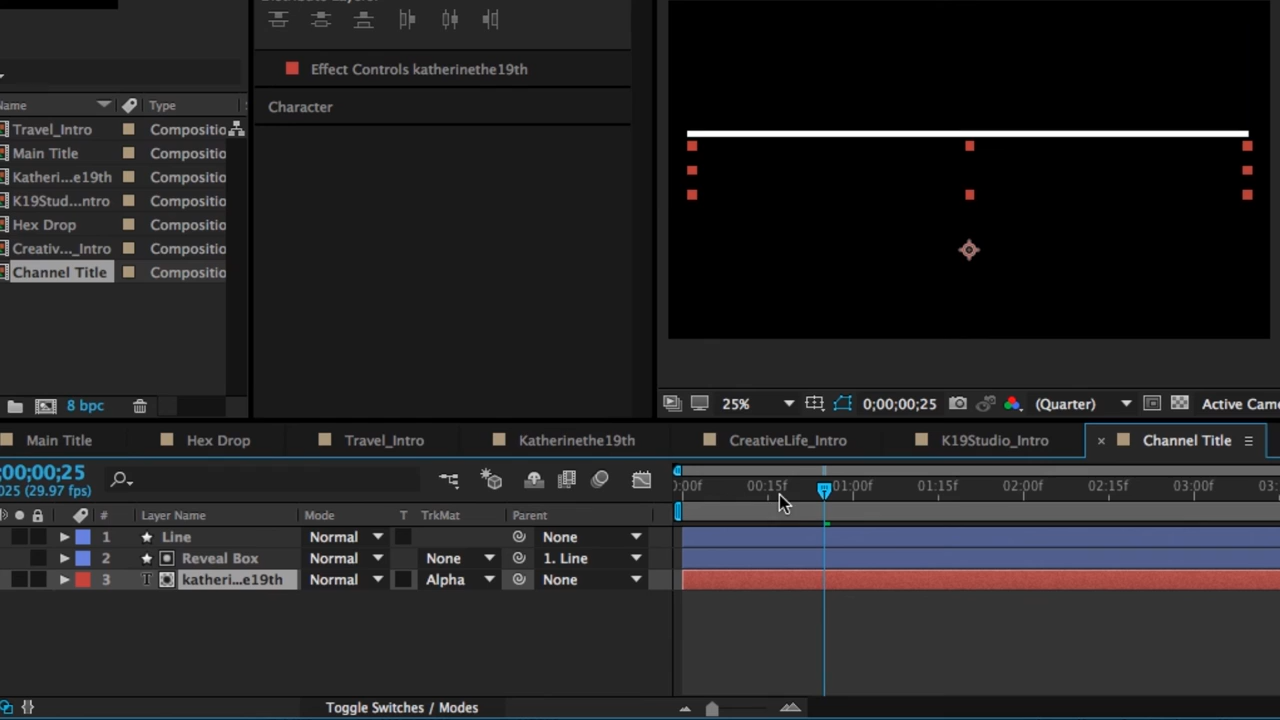 Effect Controls katherinethe19th
Character
Name Type
Travel_Intro Compositio
Main Title Compositio
Katheri...e19th Compositio
K19Stud...ntro Compositio
Hex Drop Compositio
Creativ..._Intro Compositio
Channel Title Compositio
8 bpc
25% 0;00;00;25 (Quarter) Active Came
Main Title Hex Drop Travel_Intro Katherinethe19th CreativeLife_Intro K19Studio_Intro × Channel Title
;00;00;25
025 (29.97 fps)
0:00f 00:15f 01:00f 01:15f 02:00f 02:15f 03:00f 03:
# Layer Name Mode T TrkMat Parent
1 Line Normal None
2 Reveal Box Normal None 1. Line
3 T katheri...e19th Normal Alpha None
Toggle Switches / Modes